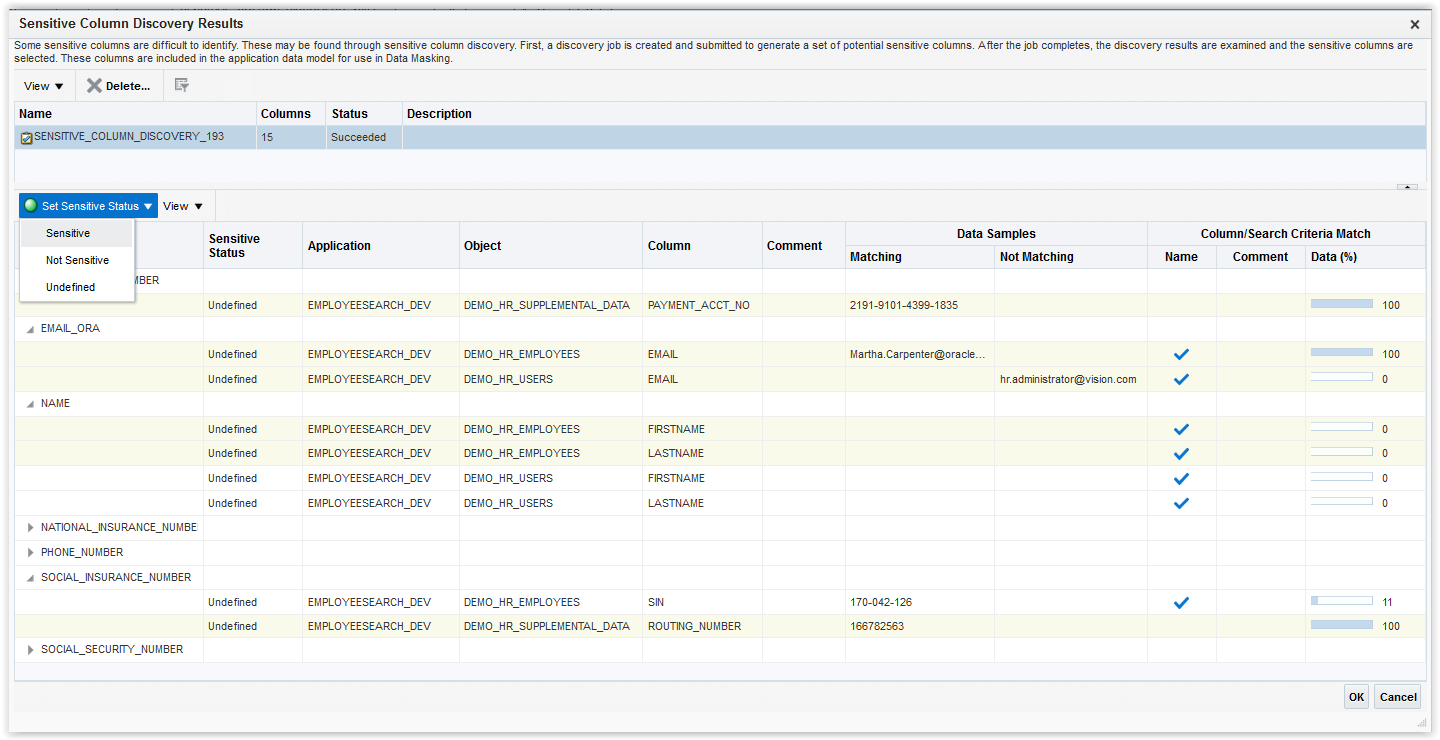 Sensitive Column Discovery Results
Some sensitive columns are difficult to identify. These may be found through sensitive column discovery. First, a discovery job is created and submitted to generate a set of potential sensitive columns. After the job completes, the discovery results are examined and the sensitive columns are
selected. These columns are included in the application data model for use in Data Masking.
View Delete...
Name Columns Status Description
SENSITIVE_COLUMN_DISCOVERY_193 15 Succeeded
Set Sensitive Status View
Sensitive
Not Sensitive
Undefined
Sensitive Status Application Object Column Comment Data Samples Column/Search Criteria Match
Matching Not Matching Name Comment Data (%)
MBER
Undefined EMPLOYEESEARCH_DEV DEMO_HR_SUPPLEMENTAL_DATA PAYMENT_ACCT_NO 2191-9101-4399-1835 100
EMAIL_ORA
Undefined EMPLOYEESEARCH_DEV DEMO_HR_EMPLOYEES EMAIL Martha.Carpenter@oracle... 100
Undefined EMPLOYEESEARCH_DEV DEMO_HR_USERS EMAIL hr.administrator@vision.com 0
NAME
Undefined EMPLOYEESEARCH_DEV DEMO_HR_EMPLOYEES FIRSTNAME 0
Undefined EMPLOYEESEARCH_DEV DEMO_HR_EMPLOYEES LASTNAME 0
Undefined EMPLOYEESEARCH_DEV DEMO_HR_USERS FIRSTNAME 0
Undefined EMPLOYEESEARCH_DEV DEMO_HR_USERS LASTNAME 0
NATIONAL_INSURANCE_NUMBE
PHONE_NUMBER
SOCIAL_INSURANCE_NUMBER
Undefined EMPLOYEESEARCH_DEV DEMO_HR_EMPLOYEES SIN 170-042-126 11
Undefined EMPLOYEESEARCH_DEV DEMO_HR_SUPPLEMENTAL_DATA ROUTING_NUMBER 166782563 100
SOCIAL_SECURITY_NUMBER
OK Cancel